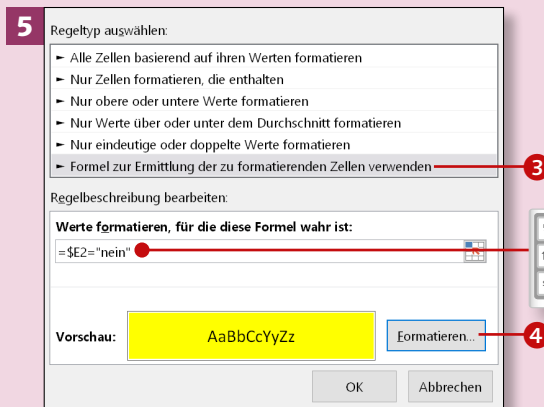 5
Regeltyp auswählen:
► Alle Zellen basierend auf ihren Werten formatieren
► Nur Zellen formatieren, die enthalten
► Nur obere oder untere Werte formatieren
► Nur Werte über oder unter dem Durchschnitt formatieren
► Nur eindeutige oder doppelte Werte formatieren
► Formel zur Ermittlung der zu formatierenden Zellen verwenden
3
Regelbeschreibung bearbeiten:
Werte formatieren, für die diese Formel wahr ist:
=$E2="nein"
Vorschau:
AaBbCcYyZz
Formatieren...
4
OK
Abbrechen